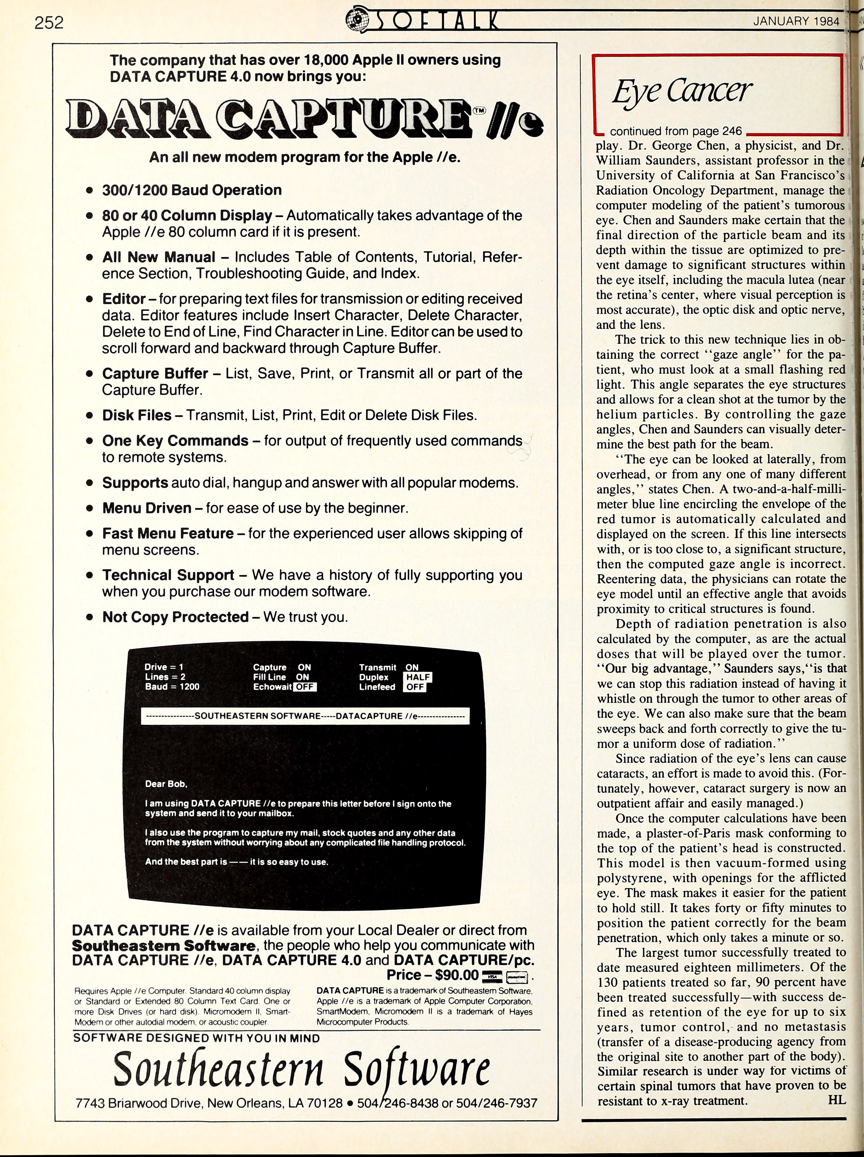 252
SOFTALK
JANUARY 1984
The company that has over 18,000 Apple II owners using
DATA CAPTURE 4.0 now brings you:
DATA CAPTURE™ //e
An all new modem program for the Apple //e.
• 300/1200 Baud Operation
• 80 or 40 Column Display – Automatically takes advantage of the
Apple //e 80 column card if it is present.
• All New Manual – Includes Table of Contents, Tutorial, Refer-
ence Section, Troubleshooting Guide, and Index.
• Editor – for preparing text files for transmission or editing received
data. Editor features include Insert Character, Delete Character,
Delete to End of Line, Find Character in Line. Editor can be used to
scroll forward and backward through Capture Buffer.
• Capture Buffer – List, Save, Print, or Transmit all or part of the
Capture Buffer.
• Disk Files – Transmit, List, Print, Edit or Delete Disk Files.
• One Key Commands – for output of frequently used commands
to remote systems.
• Supports auto dial, hangup and answer with all popular modems.
• Menu Driven – for ease of use by the beginner.
• Fast Menu Feature – for the experienced user allows skipping of
menu screens.
• Technical Support – We have a history of fully supporting you
when you purchase our modem software.
• Not Copy Proctected – We trust you.
Drive = 1 Capture ON Transmit ON
Lines = 2 Fill Line ON Duplex HALF
Baud = 1200 Echowait OFF Linefeed OFF
----------------SOUTHEASTERN SOFTWARE-----DATACAPTURE //e----------------
Dear Bob,
I am using DATA CAPTURE //e to prepare this letter before I sign onto the
system and send it to your mailbox.
I also use the program to capture my mail, stock quotes and any other data
from the system without worrying about any complicated file handling protocol.
And the best part is — — it is so easy to use.
DATA CAPTURE //e is available from your Local Dealer or direct from
Southeastern Software, the people who help you communicate with
DATA CAPTURE //e, DATA CAPTURE 4.0 and DATA CAPTURE/pc.
Price – $90.00 VISA .
Requires Apple //e Computer. Standard 40 column display
or Standard or Extended 80 Column Text Card. One or
more Disk Drives (or hard disk). Micromodem II, Smart-
Modem or other autodial modem, or acoustic coupler.
DATA CAPTURE is a trademark of Southeastern Software,
Apple //e is a trademark of Apple Computer Corporation,
SmartModem, Micromodem II is a trademark of Hayes
Microcomputer Products.
SOFTWARE DESIGNED WITH YOU IN MIND
Southeastern Software
7743 Briarwood Drive, New Orleans, LA 70128 • 504/246-8438 or 504/246-7937
Eye Cancer
continued from page 246
play. Dr. George Chen, a physicist, and Dr.
William Saunders, assistant professor in the
University of California at San Francisco's
Radiation Oncology Department, manage the
computer modeling of the patient's tumorous
eye. Chen and Saunders make certain that the
final direction of the particle beam and its
depth within the tissue are optimized to pre-
vent damage to significant structures within
the eye itself, including the macula lutea (near
the retina's center, where visual perception is
most accurate), the optic disk and optic nerve,
and the lens.
The trick to this new technique lies in ob-
taining the correct "gaze angle" for the pa-
tient, who must look at a small flashing red
light. This angle separates the eye structures
and allows for a clean shot at the tumor by the
helium particles. By controlling the gaze
angles, Chen and Saunders can visually deter-
mine the best path for the beam.
"The eye can be looked at laterally, from
overhead, or from any one of many different
angles," states Chen. A two-and-a-half-milli-
meter blue line encircling the envelope of the
red tumor is automatically calculated and
displayed on the screen. If this line intersects
with, or is too close to, a significant structure,
then the computed gaze angle is incorrect.
Reentering data, the physicians can rotate the
eye model until an effective angle that avoids
proximity to critical structures is found.
Depth of radiation penetration is also
calculated by the computer, as are the actual
doses that will be played over the tumor.
"Our big advantage," Saunders says,"is that
we can stop this radiation instead of having it
whistle on through the tumor to other areas of
the eye. We can also make sure that the beam
sweeps back and forth correctly to give the tu-
mor a uniform dose of radiation."
Since radiation of the eye's lens can cause
cataracts, an effort is made to avoid this. (For-
tunately, however, cataract surgery is now an
outpatient affair and easily managed.)
Once the computer calculations have been
made, a plaster-of-Paris mask conforming to
the top of the patient's head is constructed.
This model is then vacuum-formed using
polystyrene, with openings for the afflicted
eye. The mask makes it easier for the patient
to hold still. It takes forty or fifty minutes to
position the patient correctly for the beam
penetration, which only takes a minute or so.
The largest tumor successfully treated to
date measured eighteen millimeters. Of the
130 patients treated so far, 90 percent have
been treated successfully—with success de-
fined as retention of the eye for up to six
years, tumor control, and no metastasis
(transfer of a disease-producing agency from
the original site to another part of the body).
Similar research is under way for victims of
certain spinal tumors that have proven to be
resistant to x-ray treatment. HL